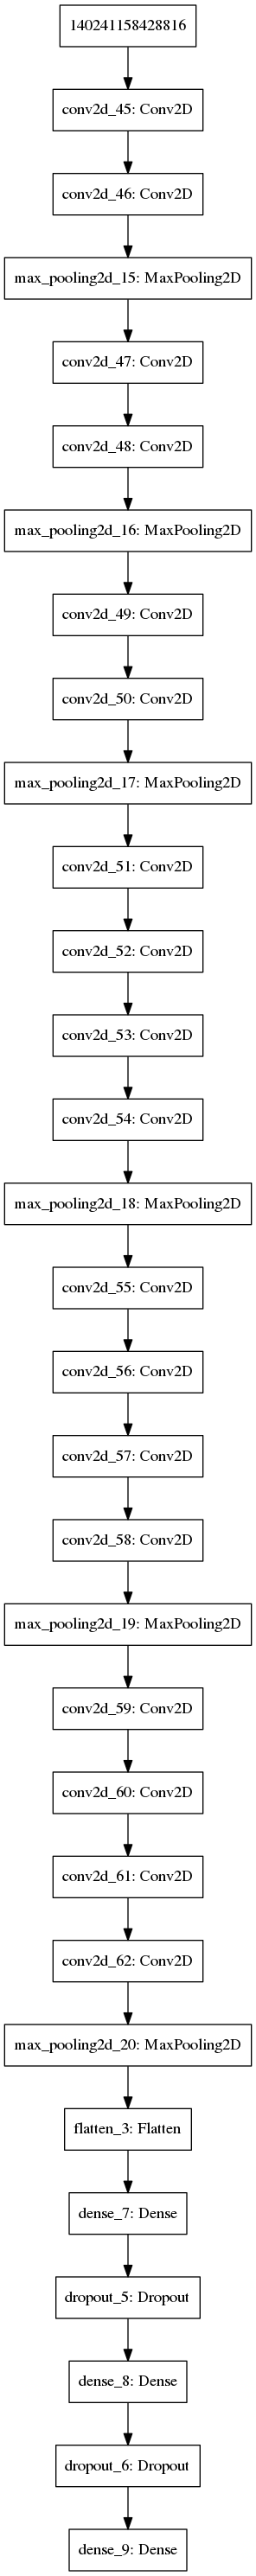 140241158428816
conv2d_45: Conv2D
conv2d_46: Conv2D
max_pooling2d_15: MaxPooling2D
conv2d_47: Conv2D
conv2d_48: Conv2D
max_pooling2d_16: MaxPooling2D
conv2d_49: Conv2D
conv2d_50: Conv2D
max_pooling2d_17: MaxPooling2D
conv2d_51: Conv2D
conv2d_52: Conv2D
conv2d_53: Conv2D
conv2d_54: Conv2D
max_pooling2d_18: MaxPooling2D
conv2d_55: Conv2D
conv2d_56: Conv2D
conv2d_57: Conv2D
conv2d_58: Conv2D
max_pooling2d_19: MaxPooling2D
conv2d_59: Conv2D
conv2d_60: Conv2D
conv2d_61: Conv2D
conv2d_62: Conv2D
max_pooling2d_20: MaxPooling2D
flatten_3: Flatten
dense_7: Dense
dropout_5: Dropout
dense_8: Dense
dropout_6: Dropout
dense_9: Dense